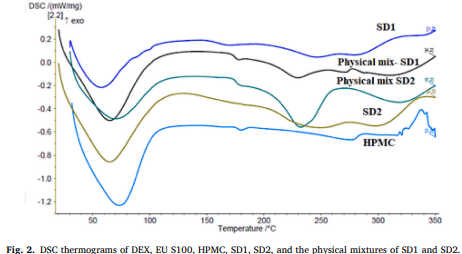 DSC /(mW/mg)
[2.2] ↑ exo
SD1
0.2
0.0
Physical mix- SD1
Physical mix SD2
-0.2
-0.4
SD2
-0.6
HPMC
-0.8
-1.0
-1.2
50 100 150 200 250 300 350
Temperature /°C
Fig. 2. DSC thermograms of DEX, EU S100, HPMC, SD1, SD2, and the physical mixtures of SD1 and SD2.